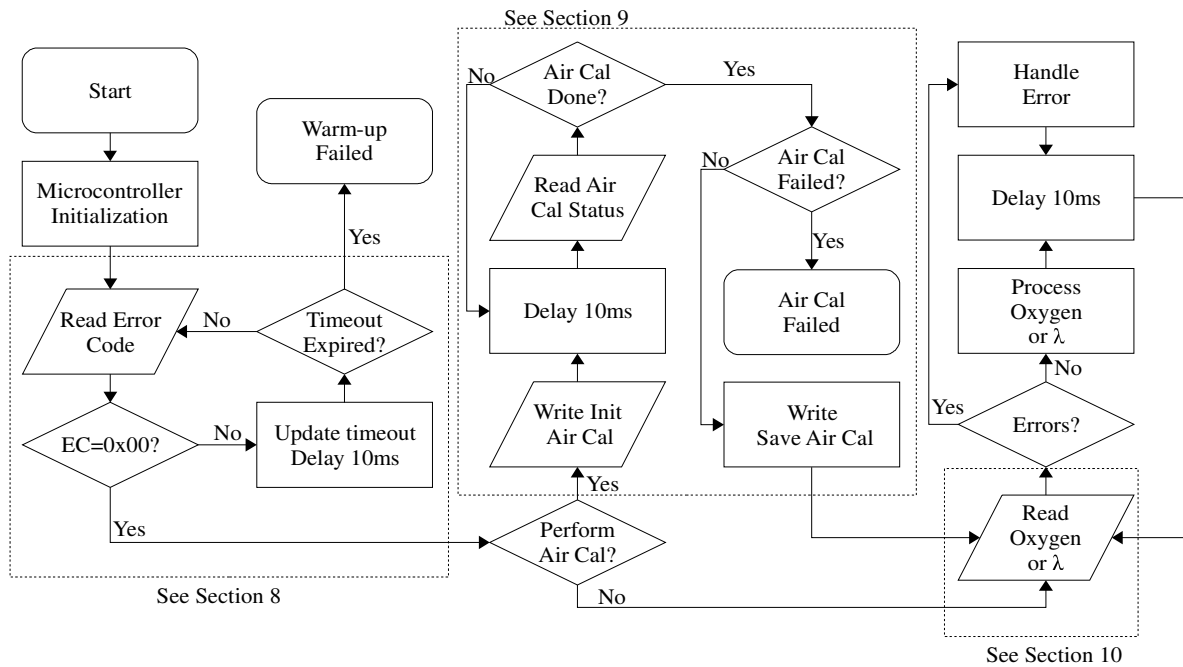 See Section 9
Start
Microcontroller
Initialization
Warm-up
Failed
Yes
Read Error
Code
No
Timeout
Expired?
EC=0x00?
No
Update timeout
Delay 10ms
Yes
See Section 8
No
Air Cal
Done?
Yes
Read Air
Cal Status
Delay 10ms
Write Init
Air Cal
Yes
Perform
Air Cal?
No
No
Air Cal
Failed?
Yes
Air Cal
Failed
Write
Save Air Cal
Handle
Error
Delay 10ms
Process
Oxygen
or λ
No
Yes
Errors?
Read
Oxygen
or λ
See Section 10